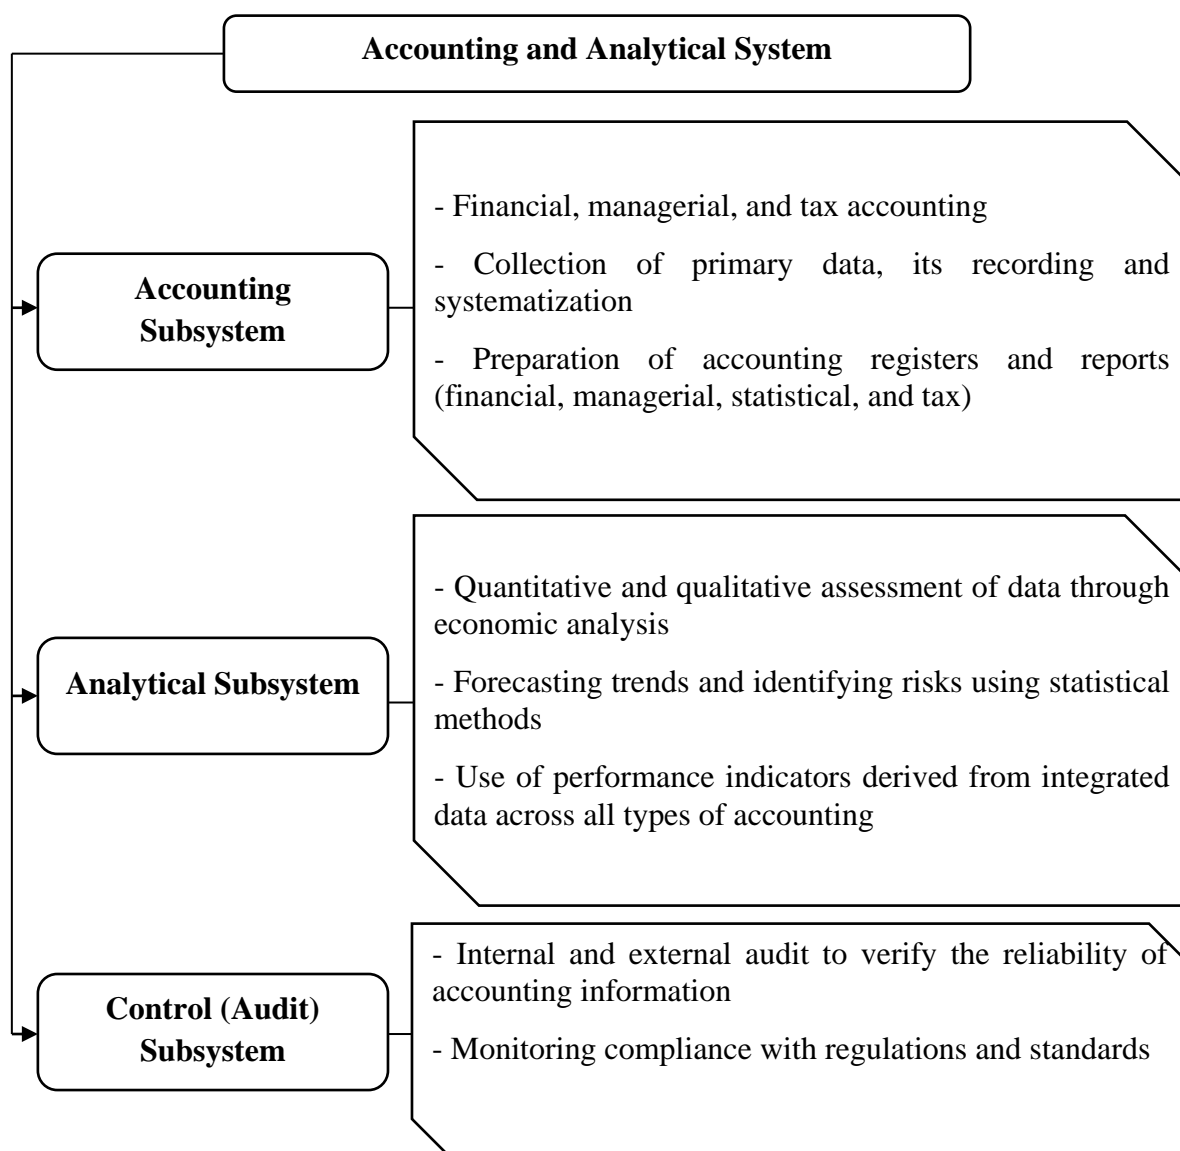 Accounting and Analytical System
- Financial, managerial, and tax accounting
- Collection of primary data, its recording and
systematization
- Preparation of accounting registers and reports
(financial, managerial, statistical, and tax)
Accounting
Subsystem
- Quantitative and qualitative assessment of data through
economic analysis
- Forecasting trends and identifying risks using statistical
methods
- Use of performance indicators derived from integrated
data across all types of accounting
Analytical Subsystem
- Internal and external audit to verify the reliability of
accounting information
- Monitoring compliance with regulations and standards
Control (Audit)
Subsystem